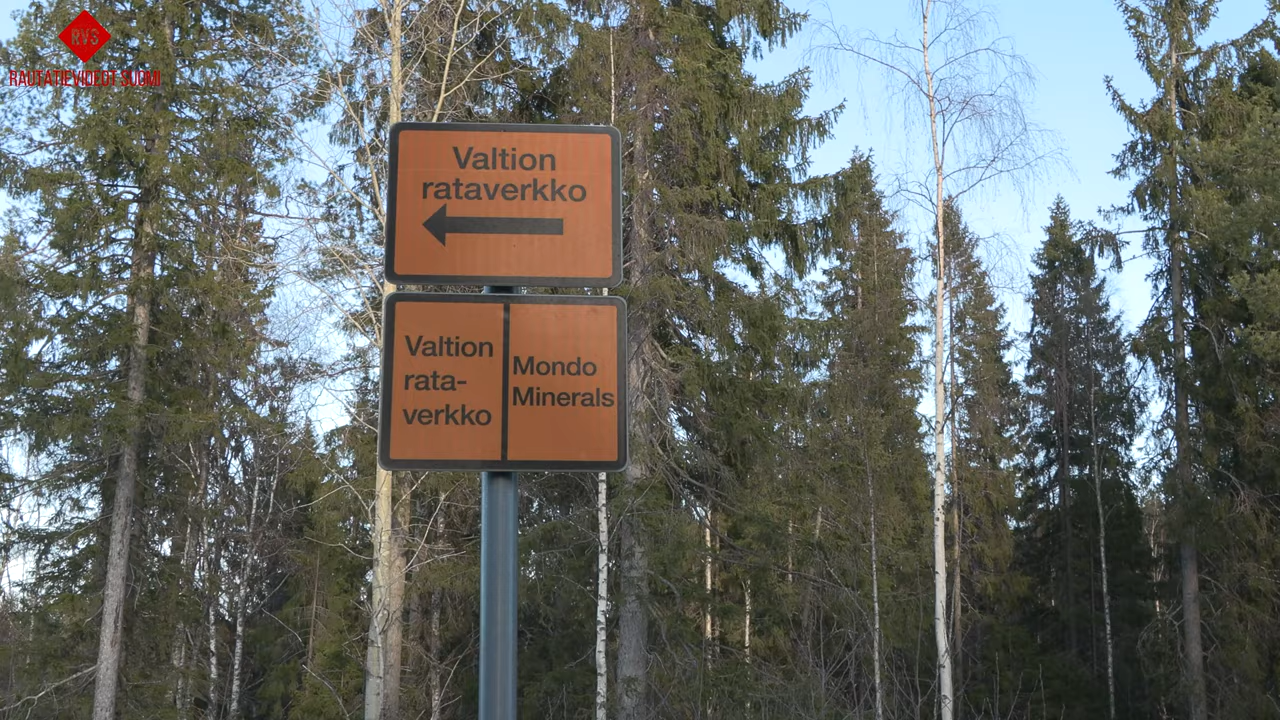 RVS
RAUTATIEVIDEOT SUOMI
Valtion
rataverkko
Valtion
rata-
verkko
Mondo
Minerals